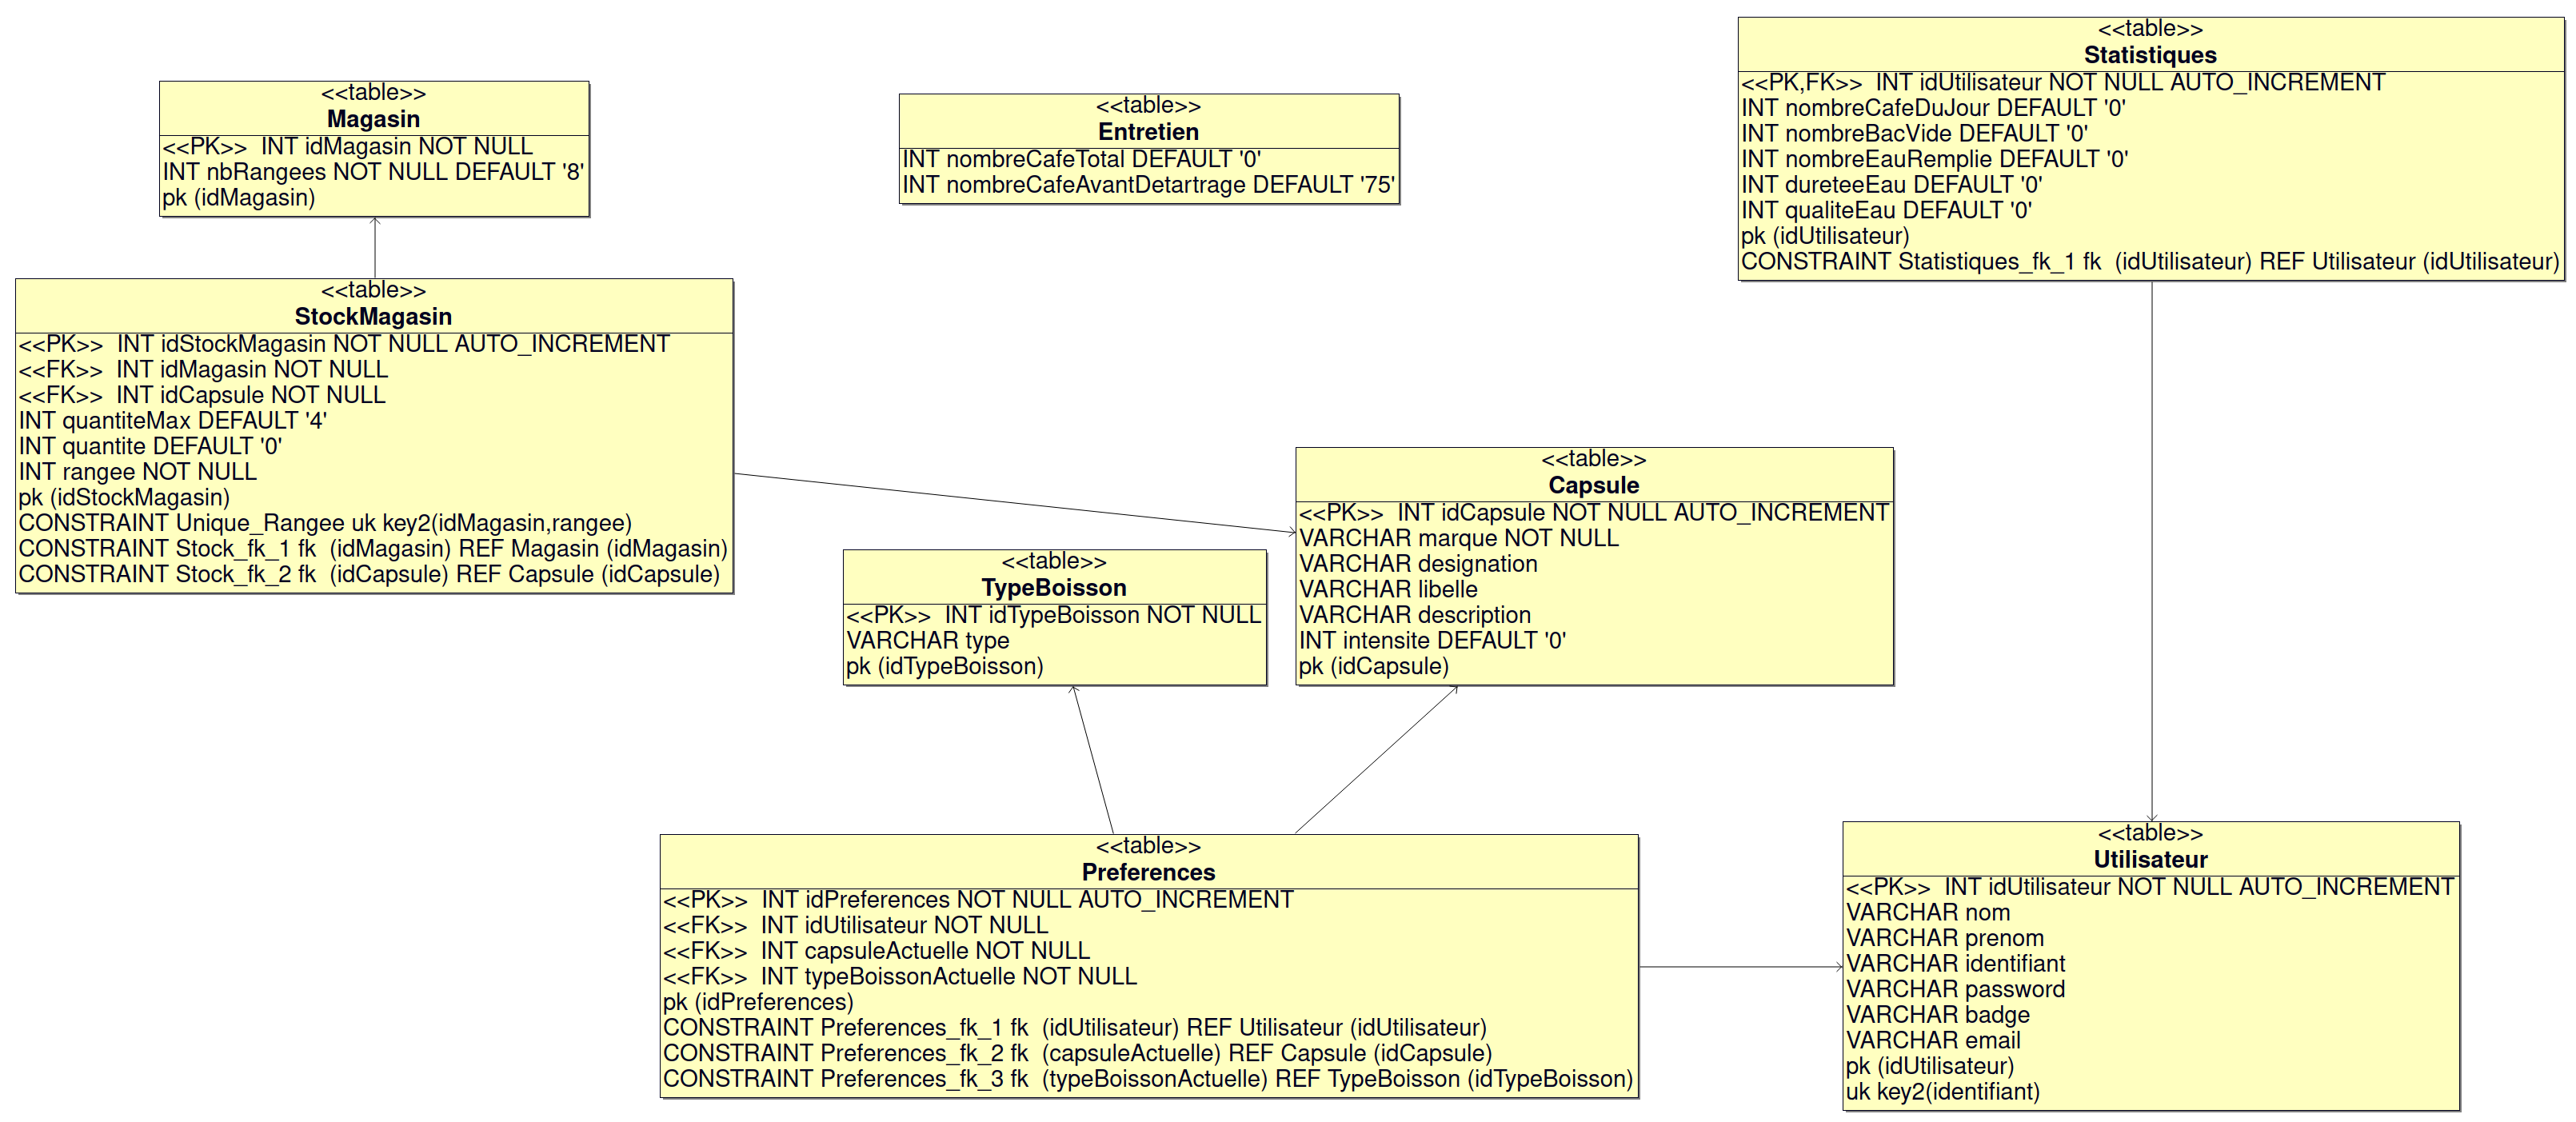 <<table>>
Magasin
<<PK>> INT idMagasin NOT NULL
INT nbRangees NOT NULL DEFAULT '8'
pk (idMagasin)
<<table>>
Entretien
INT nombreCafeTotal DEFAULT '0'
INT nombreCafeAvantDetartrage DEFAULT '75'
<<table>>
Statistiques
<<PK,FK>> INT idUtilisateur NOT NULL AUTO_INCREMENT
INT nombreCafeDuJour DEFAULT '0'
INT nombreBacVide DEFAULT '0'
INT nombreEauRemplie DEFAULT '0'
INT dureteeEau DEFAULT '0'
INT qualiteEau DEFAULT '0'
pk (idUtilisateur)
CONSTRAINT Statistiques_fk_1 fk (idUtilisateur) REF Utilisateur (idUtilisateur)
<<table>>
StockMagasin
<<PK>> INT idStockMagasin NOT NULL AUTO_INCREMENT
<<FK>> INT idMagasin NOT NULL
<<FK>> INT idCapsule NOT NULL
INT quantiteMax DEFAULT '4'
INT quantite DEFAULT '0'
INT rangee NOT NULL
pk (idStockMagasin)
CONSTRAINT Unique_Rangee uk key2(idMagasin,rangee)
CONSTRAINT Stock_fk_1 fk (idMagasin) REF Magasin (idMagasin)
CONSTRAINT Stock_fk_2 fk (idCapsule) REF Capsule (idCapsule)
<<table>>
TypeBoisson
<<PK>> INT idTypeBoisson NOT NULL
VARCHAR type
pk (idTypeBoisson)
<<table>>
Capsule
<<PK>> INT idCapsule NOT NULL AUTO_INCREMENT
VARCHAR marque NOT NULL
VARCHAR designation
VARCHAR libelle
VARCHAR description
INT intensite DEFAULT '0'
pk (idCapsule)
<<table>>
Preferences
<<PK>> INT idPreferences NOT NULL AUTO_INCREMENT
<<FK>> INT idUtilisateur NOT NULL
<<FK>> INT capsuleActuelle NOT NULL
<<FK>> INT typeBoissonActuelle NOT NULL
pk (idPreferences)
CONSTRAINT Preferences_fk_1 fk (idUtilisateur) REF Utilisateur (idUtilisateur)
CONSTRAINT Preferences_fk_2 fk (capsuleActuelle) REF Capsule (idCapsule)
CONSTRAINT Preferences_fk_3 fk (typeBoissonActuelle) REF TypeBoisson (idTypeBoisson)
<<table>>
Utilisateur
<<PK>> INT idUtilisateur NOT NULL AUTO_INCREMENT
VARCHAR nom
VARCHAR prenom
VARCHAR identifiant
VARCHAR password
VARCHAR badge
VARCHAR email
pk (idUtilisateur)
uk key2(identifiant)